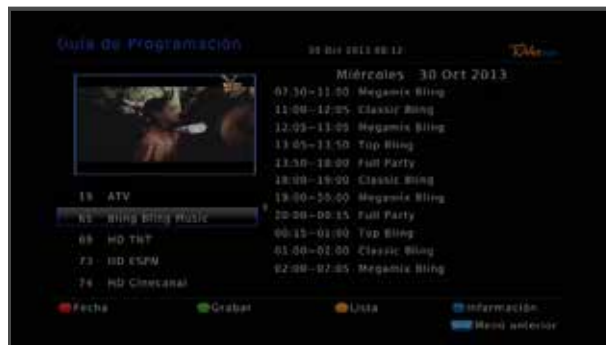 Guía de Programación
30 Oct 2013 08:12
Miércoles 30 Oct 2013
07:50-11:00 Megamix Bling
11:00-12:05 Classic Bling
12:05-13:05 Megamix Bling
13:05-13:50 Top Bling
13:50-18:00 Full Party
18:00-19:00 Classic Bling
19:00-20:00 Megamix Bling
20:00-00:15 Full Party
00:15-01:00 Top Bling
01:00-02:00 Classic Bling
02:00-07:05 Megamix Bling
19 ATV
65 Bling Bling Music
69 HD TNT
73 HD ESPN
74 HD Cinecanal
Fecha
Grabar
Lista
Información
Menú anterior